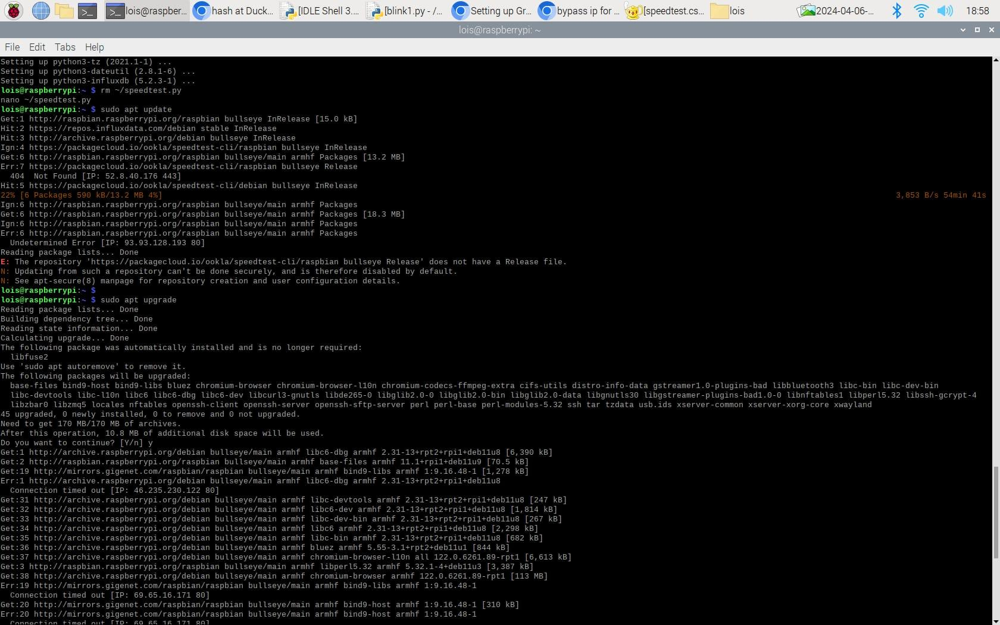 lois@raspber... hash at Duck... [IDLE Shell 3.... [blink1.py - /... Setting up Gr... bypass ip for ... [speedtest.cs... lois 2024-04-06-... 18:58
lois@raspberrypi: ~
File Edit Tabs Help
Setting up python3-tz (2021.1-1) ...
Setting up python3-dateutil (2.8.1-6) ...
Setting up python3-influxdb (5.2.3-1) ...
lois@raspberrypi:~ $ rm ~/speedtest.py
nano ~/speedtest.py
lois@raspberrypi:~ $ sudo apt update
Get:1 http://raspbian.raspberrypi.org/raspbian bullseye InRelease [15.0 kB]
Hit:2 https://repos.influxdata.com/debian stable InRelease
Hit:3 http://archive.raspberrypi.org/debian bullseye InRelease
Ign:4 https://packagecloud.io/ookla/speedtest-cli/raspbian bullseye InRelease
Get:6 http://raspbian.raspberrypi.org/raspbian bullseye/main armhf Packages [13.2 MB]
Err:7 https://packagecloud.io/ookla/speedtest-cli/raspbian bullseye Release
  404  Not Found [IP: 52.8.40.176 443]
Hit:5 https://packagecloud.io/ookla/speedtest-cli/debian bullseye InRelease
22% [6 Packages 590 kB/13.2 MB 4%] 3,853 B/s 54min 41s
Ign:6 http://raspbian.raspberrypi.org/raspbian bullseye/main armhf Packages
Get:6 http://raspbian.raspberrypi.org/raspbian bullseye/main armhf Packages [18.3 MB]
Ign:6 http://raspbian.raspberrypi.org/raspbian bullseye/main armhf Packages
Err:6 http://raspbian.raspberrypi.org/raspbian bullseye/main armhf Packages
  Undetermined Error [IP: 93.93.128.193 80]
Reading package lists... Done
E: The repository 'https://packagecloud.io/ookla/speedtest-cli/raspbian bullseye Release' does not have a Release file.
N: Updating from such a repository can't be done securely, and is therefore disabled by default.
N: See apt-secure(8) manpage for repository creation and user configuration details.
lois@raspberrypi:~ $
lois@raspberrypi:~ $ sudo apt upgrade
Reading package lists... Done
Building dependency tree... Done
Reading state information... Done
Calculating upgrade... Done
The following package was automatically installed and is no longer required:
  libfuse2
Use 'sudo apt autoremove' to remove it.
The following packages will be upgraded:
  base-files bind9-host bind9-libs bluez chromium-browser chromium-browser-l10n chromium-codecs-ffmpeg-extra cifs-utils distro-info-data gstreamer1.0-plugins-bad libbluetooth3 libc-bin libc-dev-bin
  libc-devtools libc-l10n libc6 libc6-dbg libc6-dev libcurl3-gnutls libde265-0 libglib2.0-0 libglib2.0-bin libglib2.0-data libgnutls30 libgstreamer-plugins-bad1.0-0 libnftables1 libperl5.32 libssh-gcrypt-4
  libzbar0 libzmq5 locales nftables openssh-client openssh-server openssh-sftp-server perl perl-base perl-modules-5.32 ssh tar tzdata usb.ids xserver-common xserver-xorg-core xwayland
45 upgraded, 0 newly installed, 0 to remove and 0 not upgraded.
Need to get 170 MB/170 MB of archives.
After this operation, 10.8 MB of additional disk space will be used.
Do you want to continue? [Y/n] y
Get:1 http://archive.raspberrypi.org/debian bullseye/main armhf libc6-dbg armhf 2.31-13+rpt2+rpi1+deb11u8 [6,390 kB]
Get:2 http://raspbian.raspberrypi.org/raspbian bullseye/main armhf base-files armhf 11.1+rpi1+deb11u9 [70.5 kB]
Get:19 http://mirrors.gigenet.com/raspbian/raspbian bullseye/main armhf bind9-libs armhf 1:9.16.48-1 [1,278 kB]
Err:1 http://archive.raspberrypi.org/debian bullseye/main armhf libc6-dbg armhf 2.31-13+rpt2+rpi1+deb11u8
  Connection timed out [IP: 46.235.230.122 80]
Get:31 http://archive.raspberrypi.org/debian bullseye/main armhf libc-devtools armhf 2.31-13+rpt2+rpi1+deb11u8 [247 kB]
Get:32 http://archive.raspberrypi.org/debian bullseye/main armhf libc6-dev armhf 2.31-13+rpt2+rpi1+deb11u8 [1,814 kB]
Get:33 http://archive.raspberrypi.org/debian bullseye/main armhf libc-dev-bin armhf 2.31-13+rpt2+rpi1+deb11u8 [267 kB]
Get:34 http://archive.raspberrypi.org/debian bullseye/main armhf libc6 armhf 2.31-13+rpt2+rpi1+deb11u8 [2,298 kB]
Get:35 http://archive.raspberrypi.org/debian bullseye/main armhf libc-bin armhf 2.31-13+rpt2+rpi1+deb11u8 [682 kB]
Get:36 http://archive.raspberrypi.org/debian bullseye/main armhf bluez armhf 5.55-3.1+rpt2+deb11u1 [844 kB]
Get:37 http://archive.raspberrypi.org/debian bullseye/main armhf chromium-browser-l10n all 122.0.6261.89-rpt1 [6,613 kB]
Get:3 http://raspbian.raspberrypi.org/raspbian bullseye/main armhf libperl5.32 armhf 5.32.1-4+deb11u3 [3,387 kB]
Get:38 http://archive.raspberrypi.org/debian bullseye/main armhf chromium-browser armhf 122.0.6261.89-rpt1 [113 MB]
Err:19 http://mirrors.gigenet.com/raspbian/raspbian bullseye/main armhf bind9-libs armhf 1:9.16.48-1
  Connection timed out [IP: 69.65.16.171 80]
Get:20 http://mirrors.gigenet.com/raspbian/raspbian bullseye/main armhf bind9-host armhf 1:9.16.48-1 [310 kB]
Err:20 http://mirrors.gigenet.com/raspbian/raspbian bullseye/main armhf bind9-host armhf 1:9.16.48-1
  Connection timed out [IP: 69.65.16.171 80]